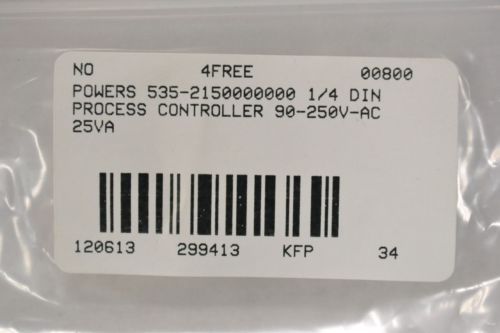 NO 4FREE 00800
POWERS 535-2150000000 1/4 DIN
PROCESS CONTROLLER 90-250V-AC
25VA
120613 299413 KFP 34